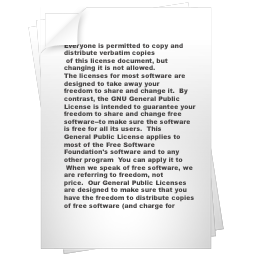 Everyone is permitted to copy and
distribute verbatim copies
of this license document, but
changing it is not allowed.
The licenses for most software are
designed to take away your
freedom to share and change it.  By
contrast, the GNU General Public
License is intended to guarantee your
freedom to share and change free
software--to make sure the software
is free for all its users.  This
General Public License applies to
most of the Free Software
Foundation's software and to any
other program  You can apply it to
When we speak of free software, we
are referring to freedom, not
price.  Our General Public Licenses
are designed to make sure that you
have the freedom to distribute copies
of free software (and charge for